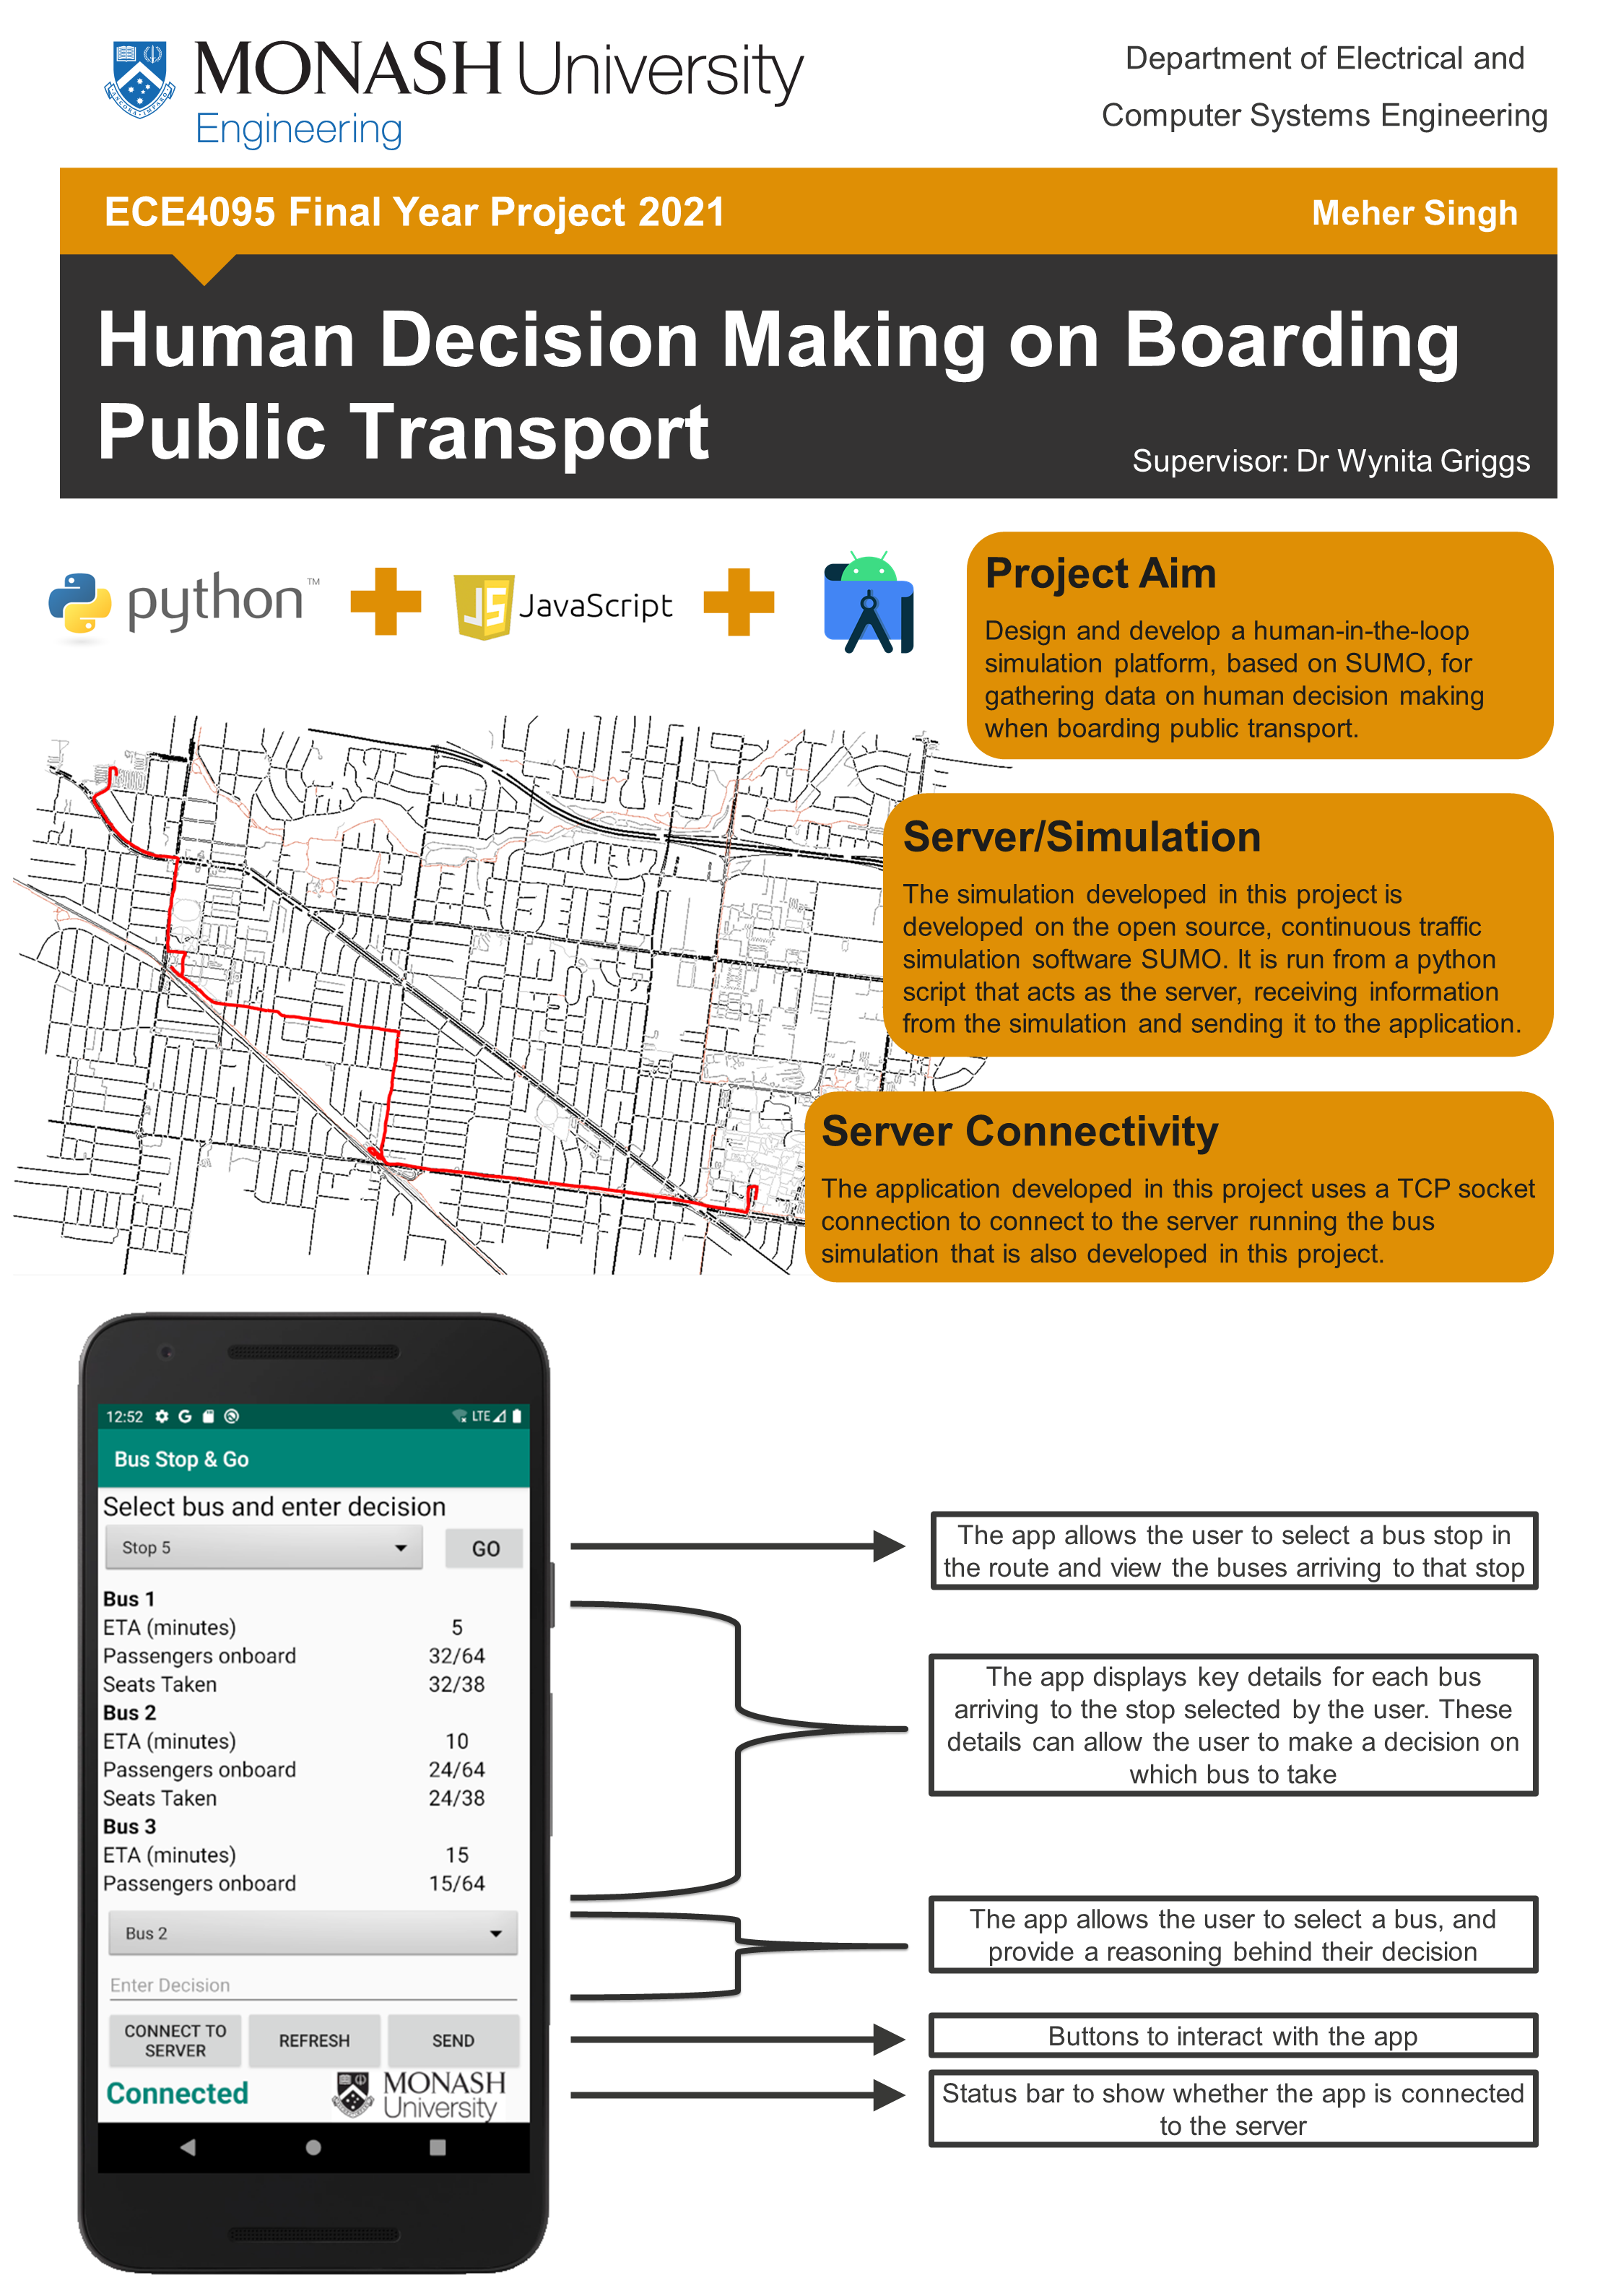 MONASH University
Engineering
Department of Electrical and
Computer Systems Engineering
ECE4095 Final Year Project 2021
Meher Singh
Human Decision Making on Boarding
Public Transport
Supervisor: Dr Wynita Griggs
python™
JS JavaScript
Project Aim
Design and develop a human-in-the-loop
simulation platform, based on SUMO, for
gathering data on human decision making
when boarding public transport.
Server/Simulation
The simulation developed in this project is
developed on the open source, continuous traffic
simulation software SUMO. It is run from a python
script that acts as the server, receiving information
from the simulation and sending it to the application.
Server Connectivity
The application developed in this project uses a TCP socket
connection to connect to the server running the bus
simulation that is also developed in this project.
12:52 G LTE
Bus Stop & Go
Select bus and enter decision
Stop 5 GO
Bus 1
ETA (minutes) 5
Passengers onboard 32/64
Seats Taken 32/38
Bus 2
ETA (minutes) 10
Passengers onboard 24/64
Seats Taken 24/38
Bus 3
ETA (minutes) 15
Passengers onboard 15/64
Bus 2
Enter Decision
CONNECT TO
SERVER
REFRESH
SEND
Connected
MONASH
University
The app allows the user to select a bus stop in
the route and view the buses arriving to that stop
The app displays key details for each bus
arriving to the stop selected by the user. These
details can allow the user to make a decision on
which bus to take
The app allows the user to select a bus, and
provide a reasoning behind their decision
Buttons to interact with the app
Status bar to show whether the app is connected
to the server